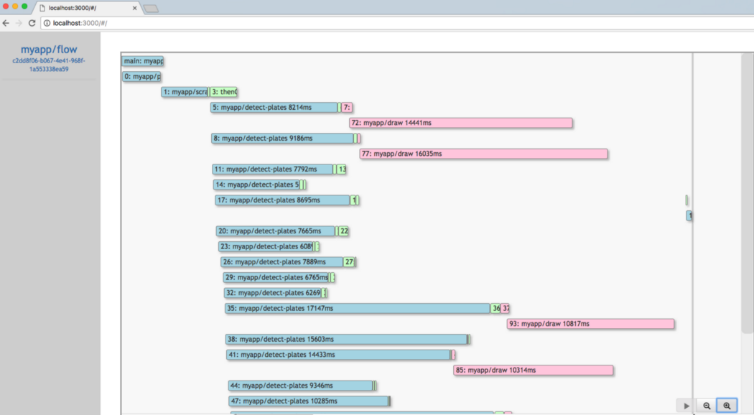 localhost:3000/#/
localhost:3000/#/
myapp/flow
c2dd8f06-b067-4e41-968f-
1a353338ea59
main: myapp
0: myapp/p
1: myapp/scra 3: then(
5: myapp/detect-plates 8214ms 7:
72: myapp/draw 14441ms
8: myapp/detect-plates 9186ms
77: myapp/draw 16035ms
11: myapp/detect-plates 7792ms 13
14: myapp/detect-plates 5
17: myapp/detect-plates 8695ms 1
20: myapp/detect-plates 7665ms 22
23: myapp/detect-plates 608
26: myapp/detect-plates 7889ms 27
29: myapp/detect-plates 6765ms
32: myapp/detect-plates 6269
35: myapp/detect-plates 17147ms 36 37
93: myapp/draw 10817ms
38: myapp/detect-plates 15603ms
41: myapp/detect-plates 14433ms
85: myapp/draw 10314ms
44: myapp/detect-plates 9346ms
47: myapp/detect-plates 10285ms